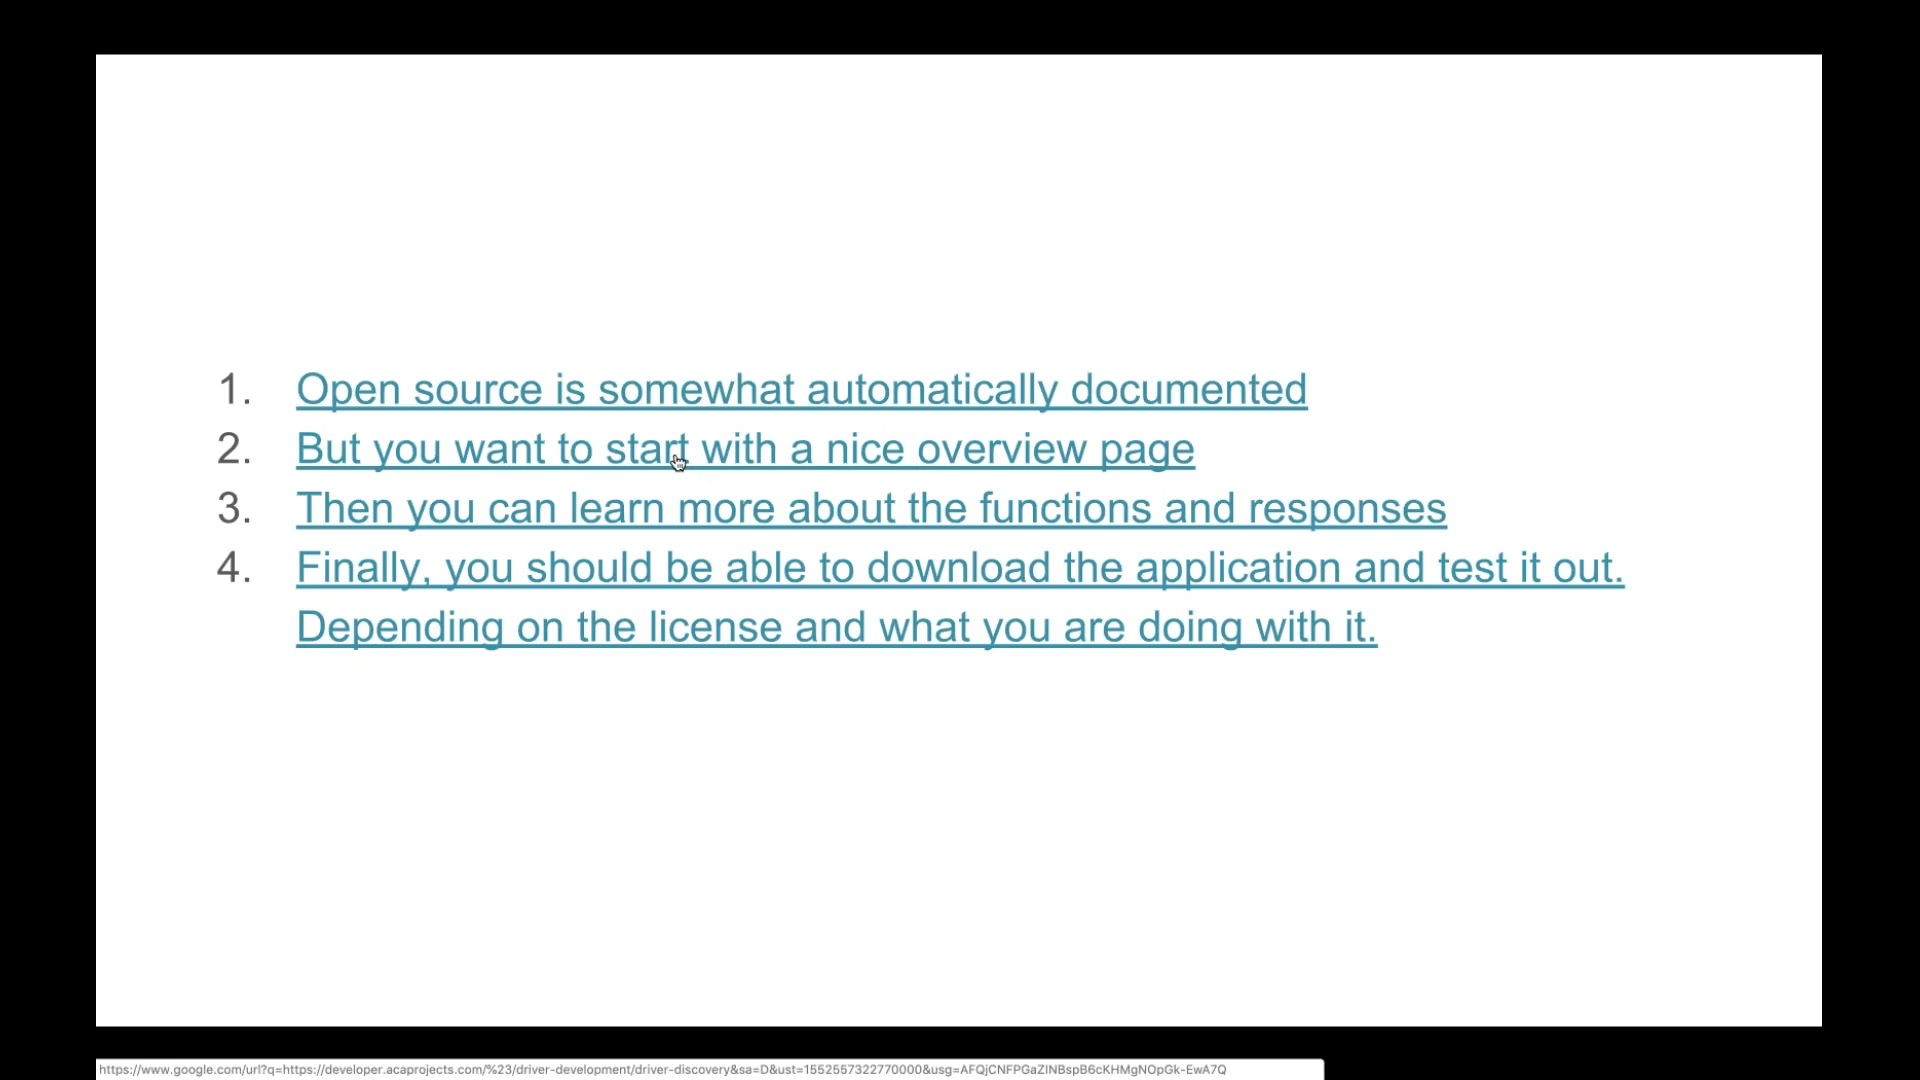 1. Open source is somewhat automatically documented
2. But you want to start with a nice overview page
3. Then you can learn more about the functions and responses
4. Finally, you should be able to download the application and test it out.
Depending on the license and what you are doing with it.
https://www.google.com/url?q=https://developer.acaprojects.com/%23/driver-development/driver-discovery&sa=D&ust=1552557322770000&usg=AFQjCNFPGaZINBspB6cKHMgNOpGk-EwA7Q